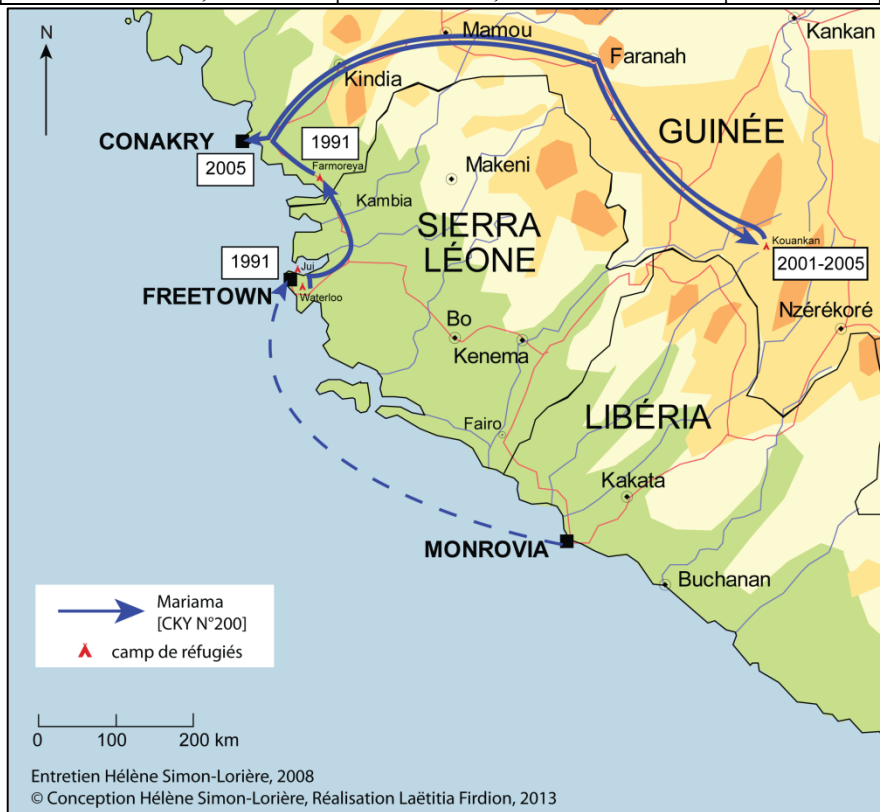 N
Mamou
Kankan
Faranah
Kindia
GUINÉE
CONAKRY
1991
2005
Farmoreya
Makeni
Kambia
SIERRA
LÉONE
Kouankan
2001-2005
1991
Jui
FREETOWN
Waterloo
Nzérékoré
Bo
Kenema
LIBÉRIA
Fairo
Kakata
MONROVIA
Buchanan
Mariama
[CKY N°200]
camp de réfugiés
0 100 200 km
Entretien Hélène Simon-Lorière, 2008
© Conception Hélène Simon-Lorière, Réalisation Laëtitia Firdion, 2013